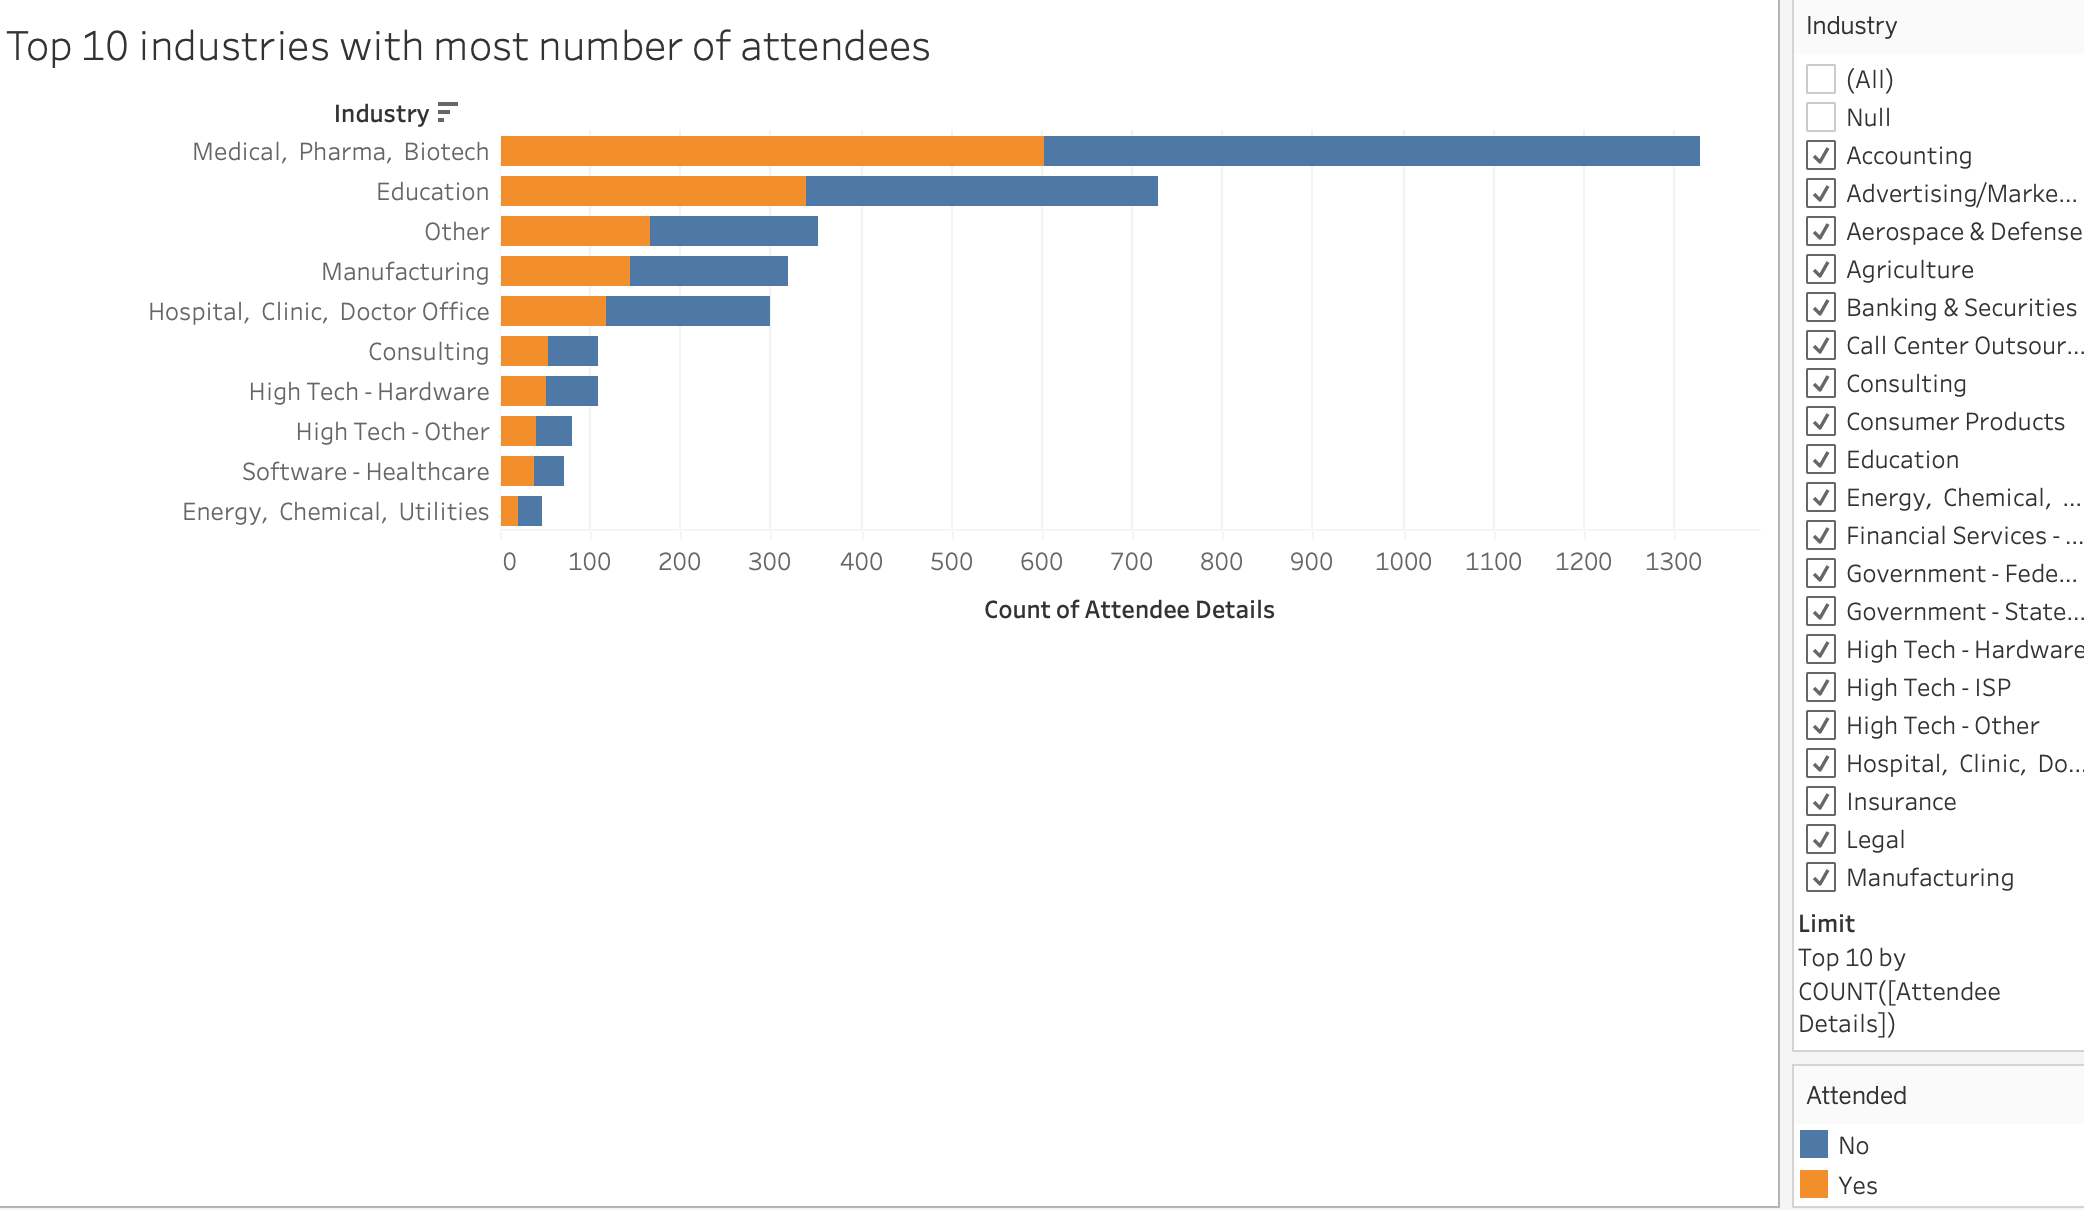 Top 10 industries with most number of attendees
Industry
Medical, Pharma, Biotech
Education
Other
Manufacturing
Hospital, Clinic, Doctor Office
Consulting
High Tech - Hardware
High Tech - Other
Software - Healthcare
Energy, Chemical, Utilities
0 100 200 300 400 500 600 700 800 900 1000 1100 1200 1300
Count of Attendee Details
Industry
(All)
Null
Accounting
Advertising/Marke...
Aerospace & Defense
Agriculture
Banking & Securities
Call Center Outsour...
Consulting
Consumer Products
Education
Energy, Chemical, ...
Financial Services - ...
Government - Fede...
Government - State...
High Tech - Hardware
High Tech - ISP
High Tech - Other
Hospital, Clinic, Do...
Insurance
Legal
Manufacturing
Limit
Top 10 by
COUNT([Attendee
Details])
Attended
No
Yes